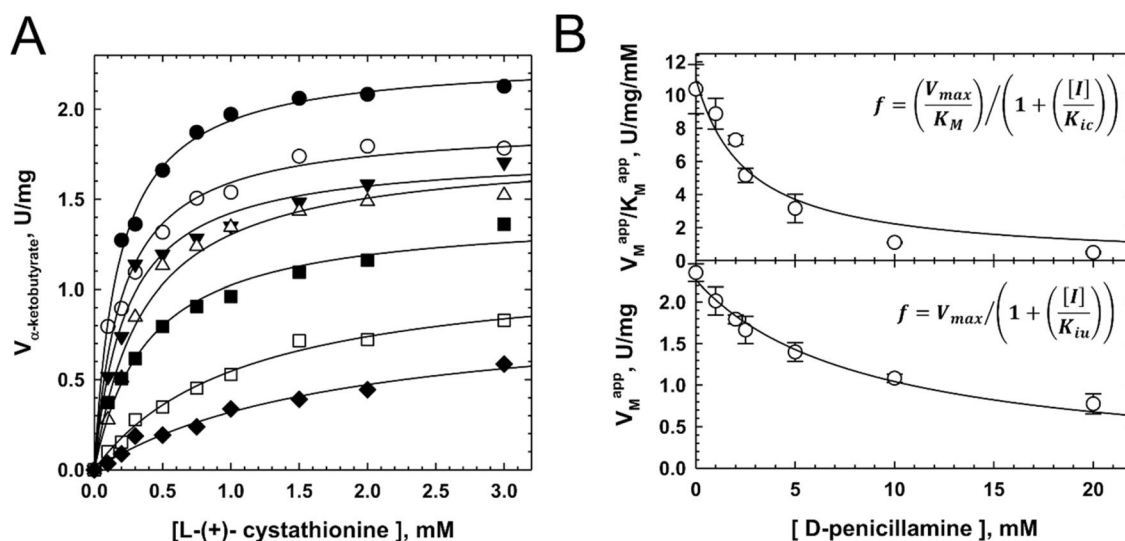 A
V α-ketobutyrate, U/mg
2.0
1.5
1.0
0.5
0.0
0.0 0.5 1.0 1.5 2.0 2.5 3.0
[L-(+)- cystathionine ], mM
B
V_M^app/K_M^app, U/mg/mM
12
10
8
6
4
2
0
f = (V_max/K_M)/(1 + ([I]/K_ic))
V_M^app, U/mg
2.0
1.5
1.0
0.5
0.0
f = V_max/(1 + ([I]/K_iu))
0 5 10 15 20
[ D-penicillamine ], mM